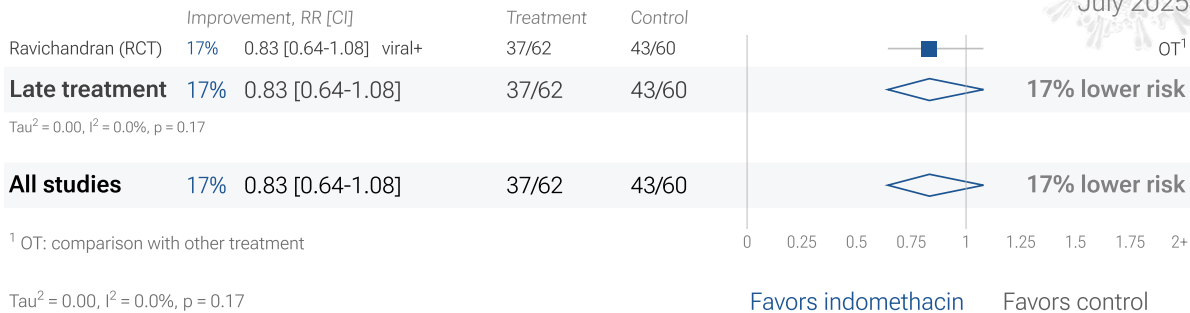 July 2025
Improvement, RR [CI] Treatment Control
Ravichandran (RCT) 17% 0.83 [0.64-1.08] viral+ 37/62 43/60 OT¹
Late treatment 17% 0.83 [0.64-1.08] 37/62 43/60 17% lower risk
Tau² = 0.00, I² = 0.0%, p = 0.17
All studies 17% 0.83 [0.64-1.08] 37/62 43/60 17% lower risk
¹ OT: comparison with other treatment 0 0.25 0.5 0.75 1 1.25 1.5 1.75 2+
Tau² = 0.00, I² = 0.0%, p = 0.17 Favors indomethacin Favors control